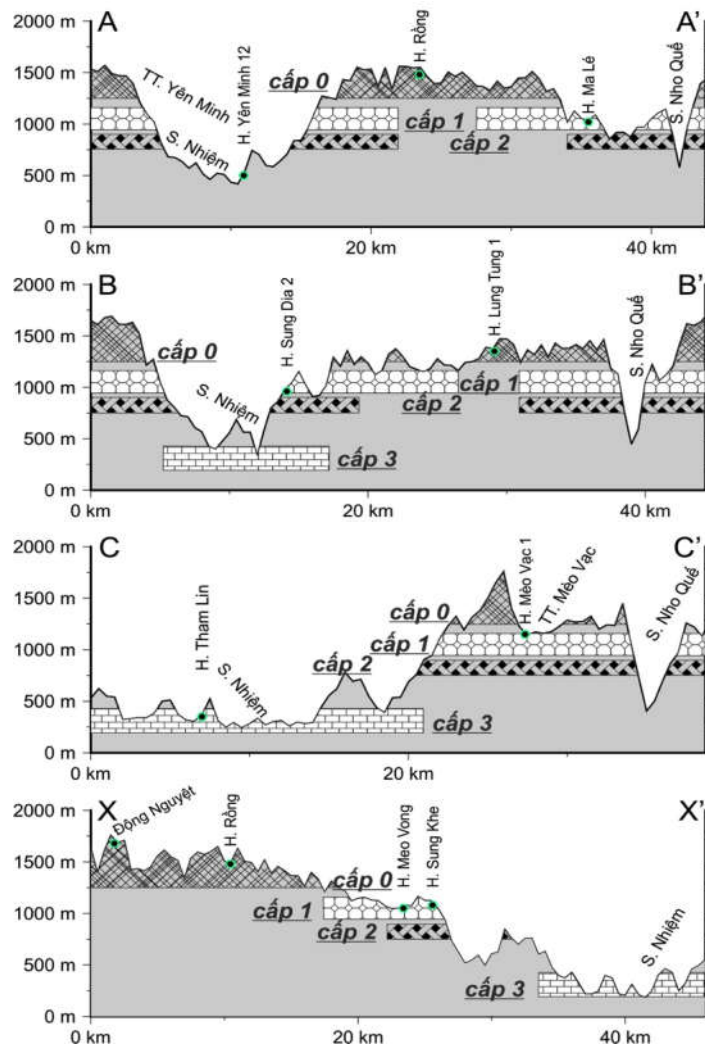 2000 m
A
A'
1500 m
1000 m
500 m
0 m
TT. Yên Minh
S. Nhiệm
H. Yên Minh 12
cấp 0
H. Rồng
cấp 1
cấp 2
H. Ma Lé
S. Nho Quế
0 km
20 km
40 km
2000 m
B
B'
1500 m
1000 m
500 m
0 m
cấp 0
S. Nhiệm
H. Sung Dia 2
H. Lung Tung 1
cấp 1
cấp 2
cấp 3
S. Nho Quế
0 km
20 km
40 km
2000 m
C
C'
1500 m
1000 m
500 m
0 m
H. Tham Lin
S. Nhiệm
cấp 0
cấp 1
cấp 2
cấp 3
H. Mèo Vạc 1
TT. Mèo Vạc
S. Nho Quế
0 km
20 km
2000 m
X
X'
1500 m
1000 m
500 m
0 m
Động Nguyệt
H. Rồng
cấp 0
cấp 1
cấp 2
H. Meo Vong
H. Sung Khe
cấp 3
S. Nhiệm
0 km
20 km
40 km